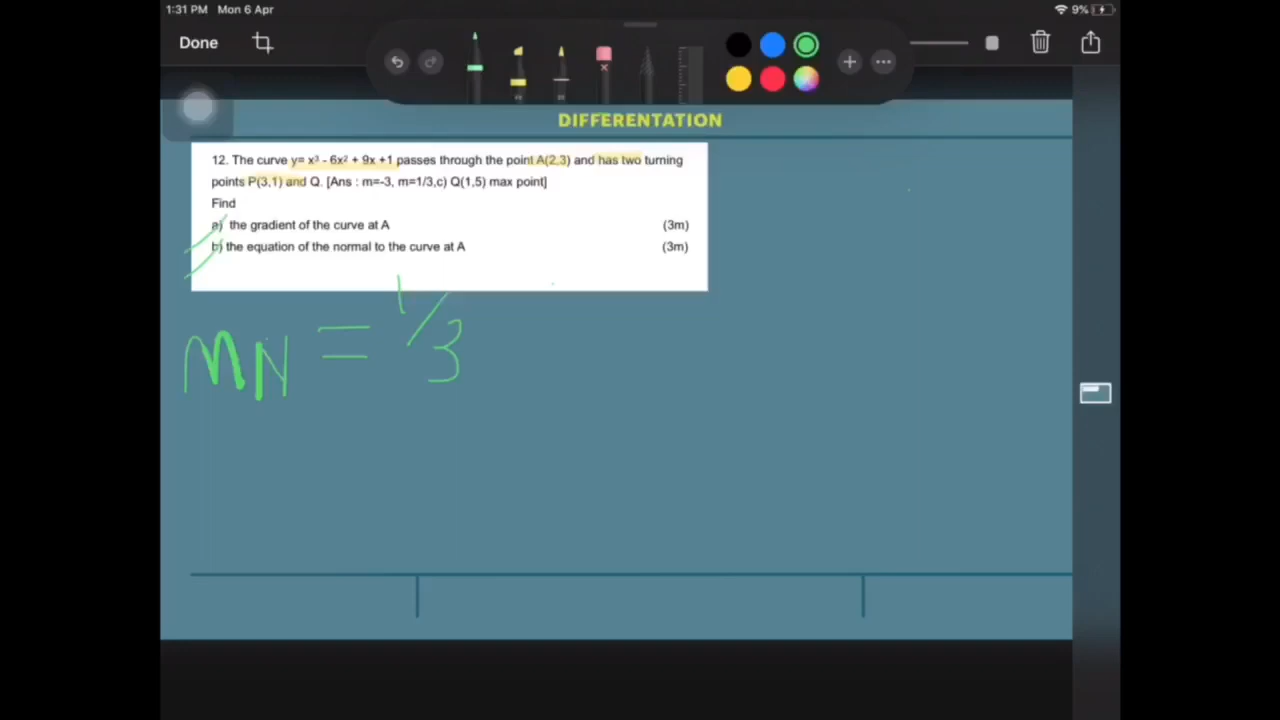 1:31 PM Mon 6 Apr
9%
Done
DIFFERENTATION
12. The curve y= x³ - 6x² + 9x +1 passes through the point A(2,3) and has two turning
points P(3,1) and Q. [Ans : m=-3, m=1/3,c) Q(1,5) max point]
Find
a) the gradient of the curve at A (3m)
b) the equation of the normal to the curve at A (3m)
MN = 1/3